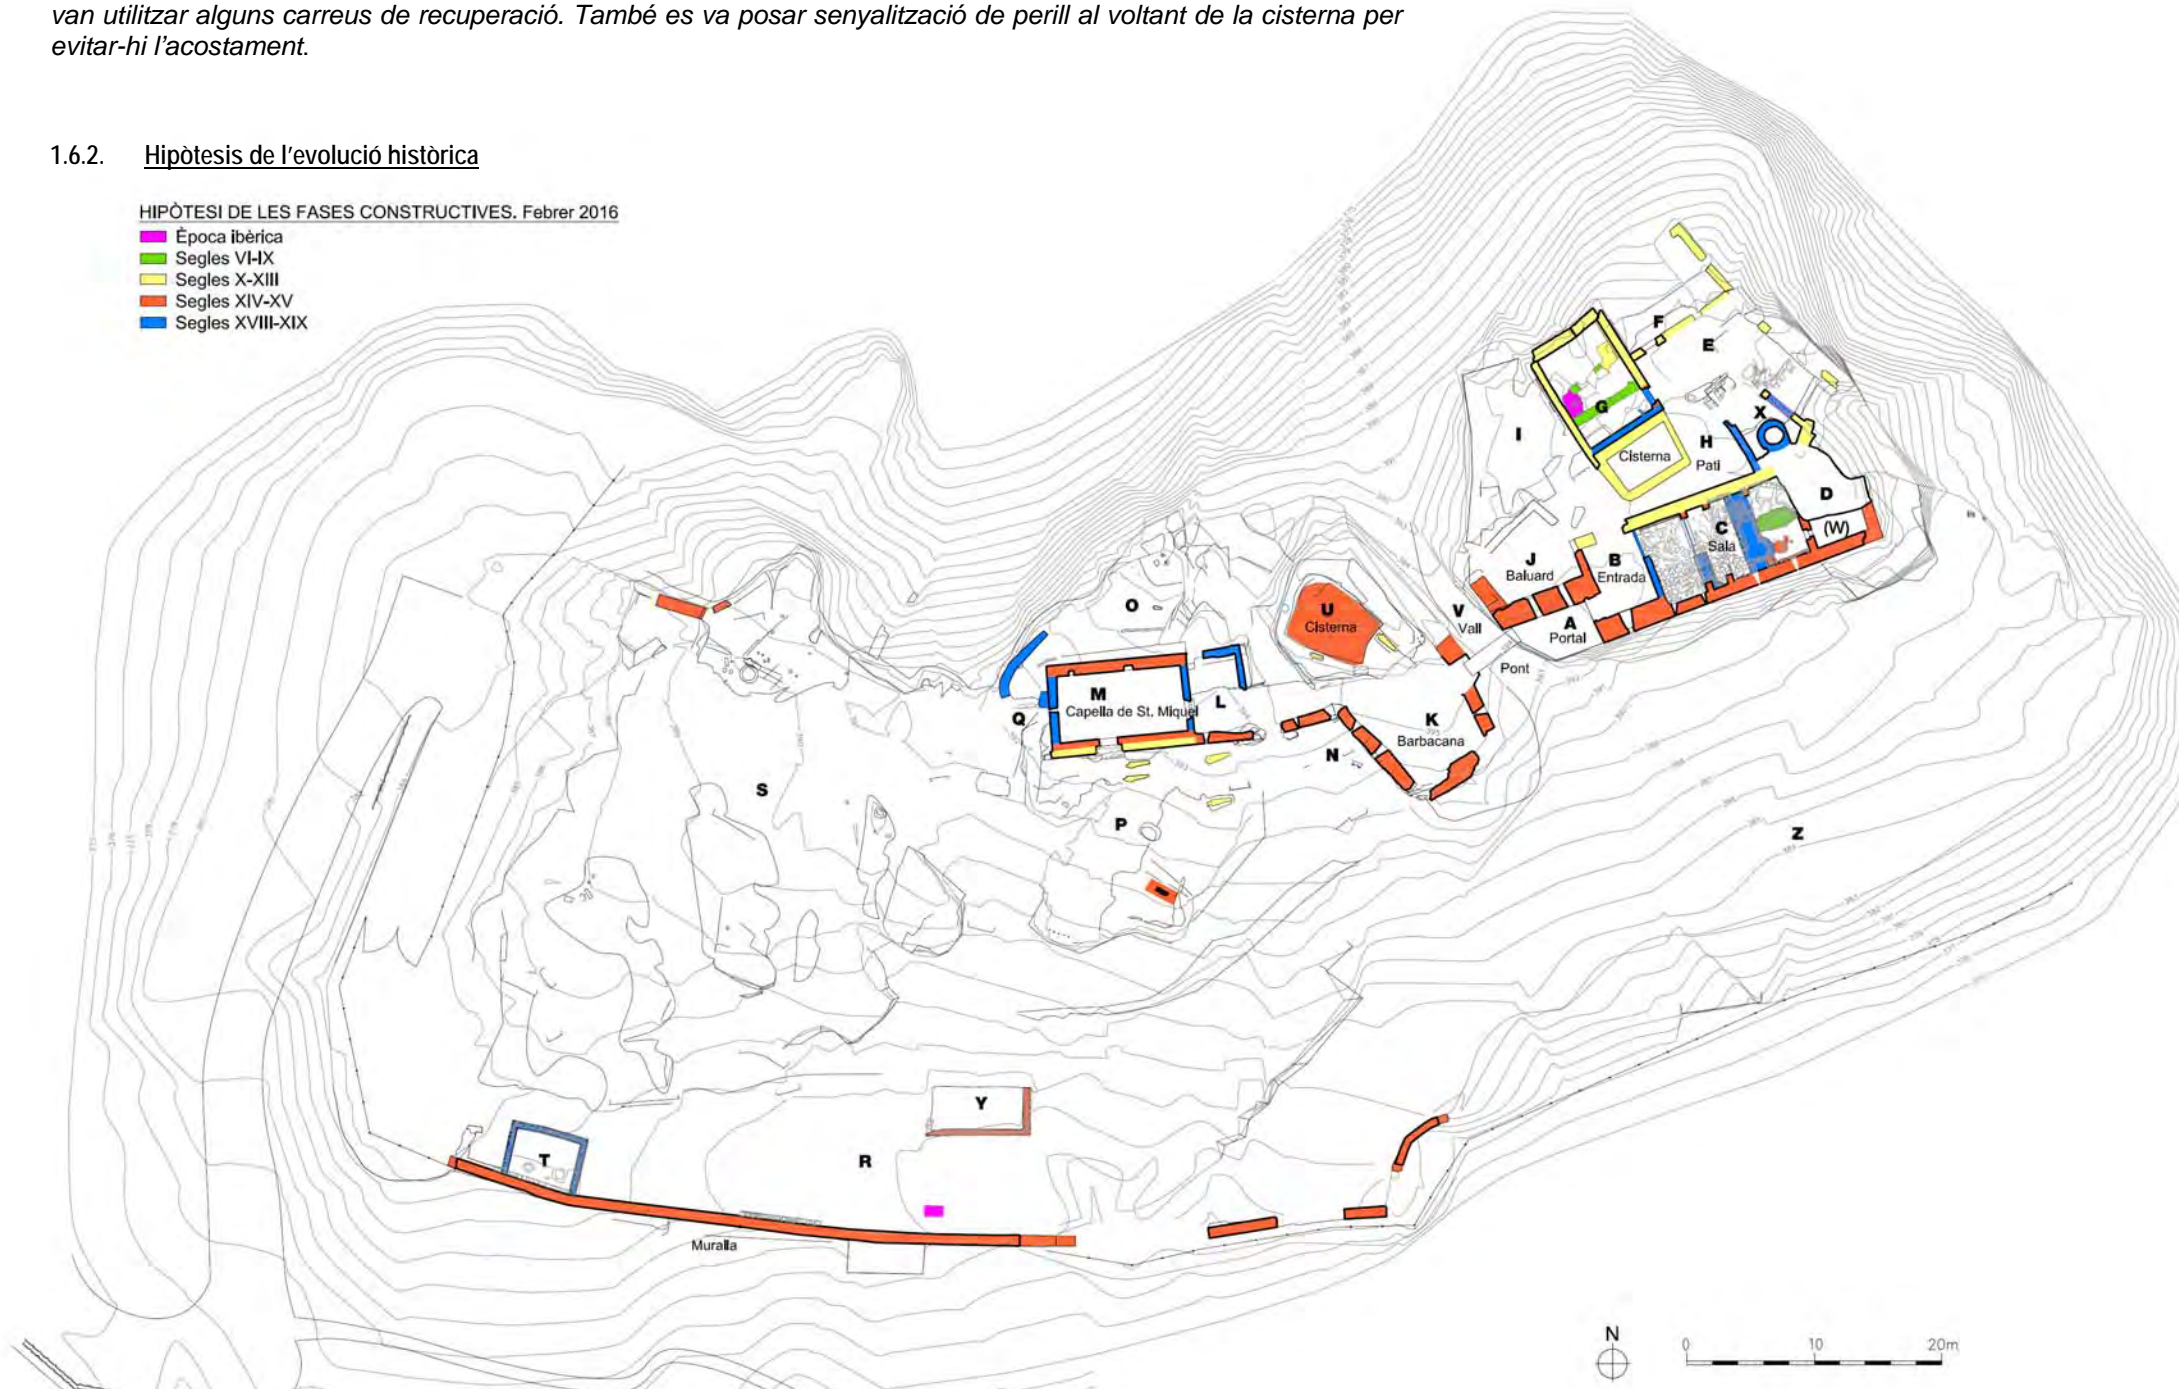 van utilitzar alguns carreus de recuperació. També es va posar senyalització de perill al voltant de la cisterna per
evitar-hi l'acostament.
1.6.2. Hipòtesis de l'evolució històrica
HIPÒTESI DE LES FASES CONSTRUCTIVES. Febrer 2016
Època ibèrica
Segles VI-IX
Segles X-XIII
Segles XIV-XV
Segles XVIII-XIX
F
E
G
X
I
H
Pati
Cisterna
D
(W)
C
Sala
B
Entrada
J
Baluard
A
Portal
V
Vall
Pont
U
Cisterna
O
M
Capella de St. Miquel
L
Q
K
Barbacana
N
S
P
Z
Y
T
R
Muralla
N
0 10 20m